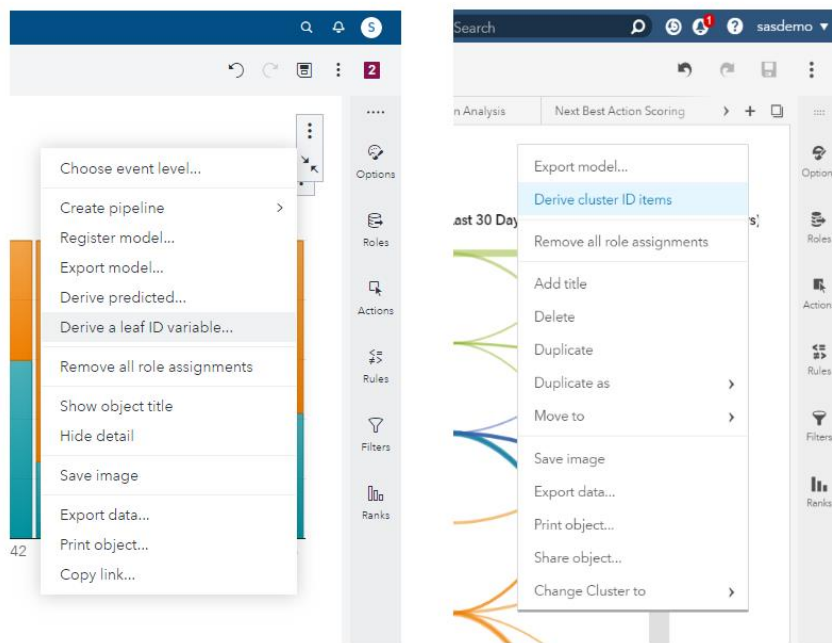 S
2
Choose event level...
Create pipeline >
Register model...
Export model...
Derive predicted...
Derive a leaf ID variable...
Remove all role assignments
Show object title
Hide detail
Save image
Export data...
Print object...
Copy link...
42
Options
Roles
Actions
Rules
Filters
Ranks
Search
1
sasdemo
n Analysis
Next Best Action Scoring
ast 30 Day
s)
Export model...
Derive cluster ID items
Remove all role assignments
Add title
Delete
Duplicate
Duplicate as >
Move to >
Save image
Export data...
Print object...
Share object...
Change Cluster to >
Option
Roles
Action
Rules
Filters
Ranks